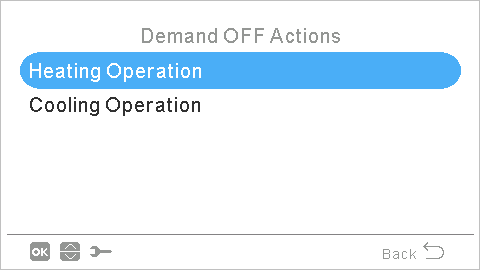 Demand OFF Actions
Heating Operation
Cooling Operation
OK
Back